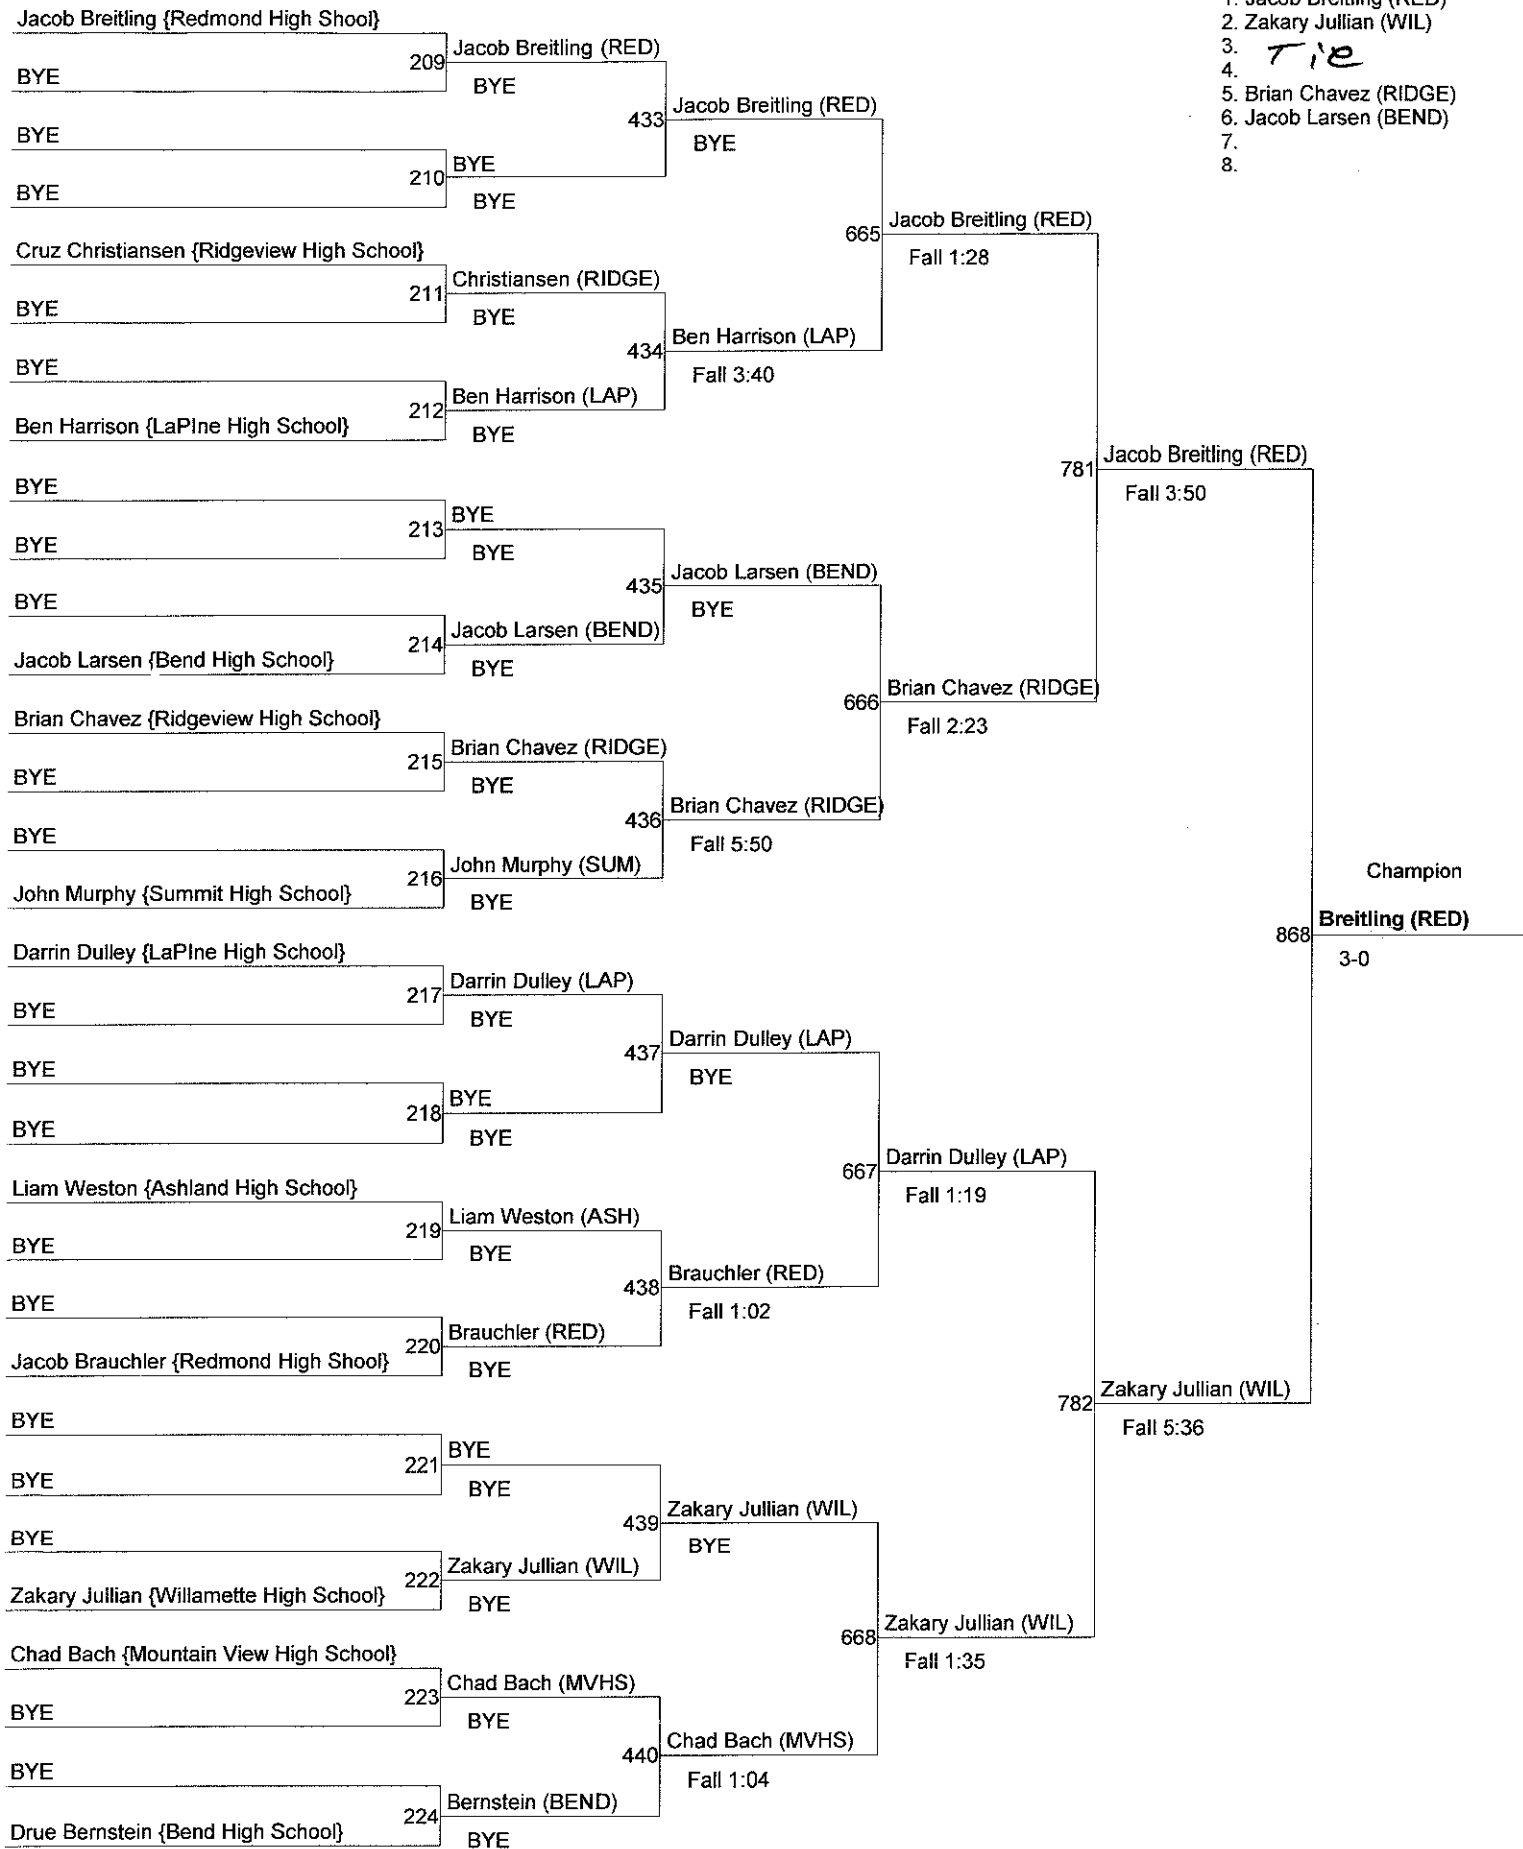 1. Jacob Breitling (RED)
2. Zakary Jullian (WIL)
3.
Tie
4.
5. Brian Chavez (RIDGE)
6. Jacob Larsen (BEND)
7.
8.
Jacob Breitling {Redmond High Shool}
BYE
BYE
BYE
Cruz Christiansen {Ridgeview High School}
BYE
BYE
Ben Harrison {LaPIne High School}
BYE
BYE
BYE
Jacob Larsen {Bend High School}
Brian Chavez {Ridgeview High School}
BYE
BYE
John Murphy {Summit High School}
Darrin Dulley {LaPIne High School}
BYE
BYE
BYE
Liam Weston {Ashland High School}
BYE
BYE
Jacob Brauchler {Redmond High Shool}
BYE
BYE
BYE
Zakary Jullian {Willamette High School}
Chad Bach {Mountain View High School}
BYE
BYE
Drue Bernstein {Bend High School}
209 Jacob Breitling (RED)
BYE
210 BYE
BYE
211 Christiansen (RIDGE)
BYE
212 Ben Harrison (LAP)
BYE
213 BYE
BYE
214 Jacob Larsen (BEND)
BYE
215 Brian Chavez (RIDGE)
BYE
216 John Murphy (SUM)
BYE
217 Darrin Dulley (LAP)
BYE
218 BYE
BYE
219 Liam Weston (ASH)
BYE
220 Brauchler (RED)
BYE
221 BYE
BYE
222 Zakary Jullian (WIL)
BYE
223 Chad Bach (MVHS)
BYE
224 Bernstein (BEND)
BYE
433 Jacob Breitling (RED)
BYE
434 Ben Harrison (LAP)
Fall 3:40
435 Jacob Larsen (BEND)
BYE
436 Brian Chavez (RIDGE)
Fall 5:50
437 Darrin Dulley (LAP)
BYE
438 Brauchler (RED)
Fall 1:02
439 Zakary Jullian (WIL)
BYE
440 Chad Bach (MVHS)
Fall 1:04
665 Jacob Breitling (RED)
Fall 1:28
666 Brian Chavez (RIDGE)
Fall 2:23
667 Darrin Dulley (LAP)
Fall 1:19
668 Zakary Jullian (WIL)
Fall 1:35
781 Jacob Breitling (RED)
Fall 3:50
782 Zakary Jullian (WIL)
Fall 5:36
Champion
868 Breitling (RED)
3-0